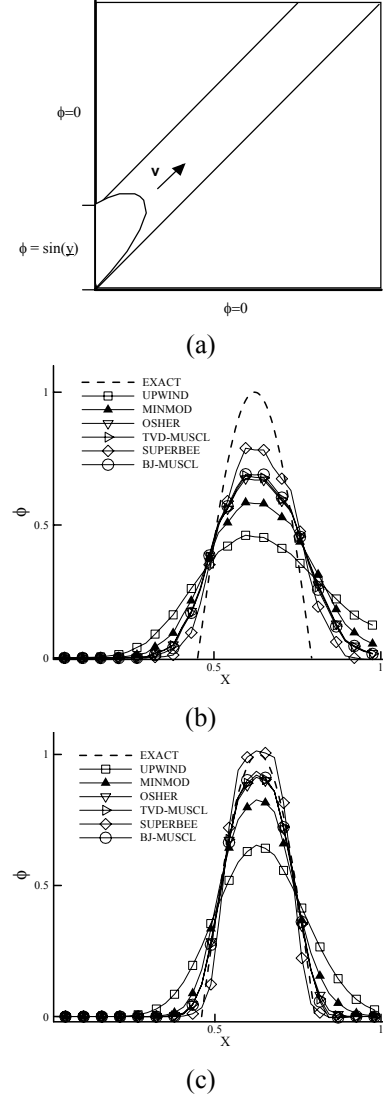 ϕ=0
v
ϕ = sin(y)
ϕ=0
(a)
EXACT
UPWIND
MINMOD
OSHER
TVD-MUSCL
SUPERBEE
BJ-MUSCL
1
ϕ
0.5
0
0.5
1
X
(b)
EXACT
UPWIND
MINMOD
OSHER
TVD-MUSCL
SUPERBEE
BJ-MUSCL
1
ϕ
0.5
0
0.5
1
X
(c)